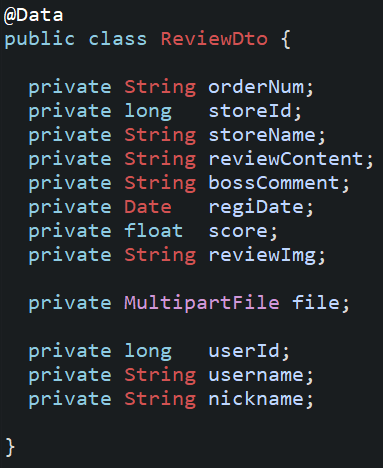 @Data
public class ReviewDto {
private String orderNum;
private long storeId;
private String storeName;
private String reviewContent;
private String bossComment;
private Date regiDate;
private float score;
private String reviewImg;
private MultipartFile file;
private long userId;
private String username;
private String nickname;
}